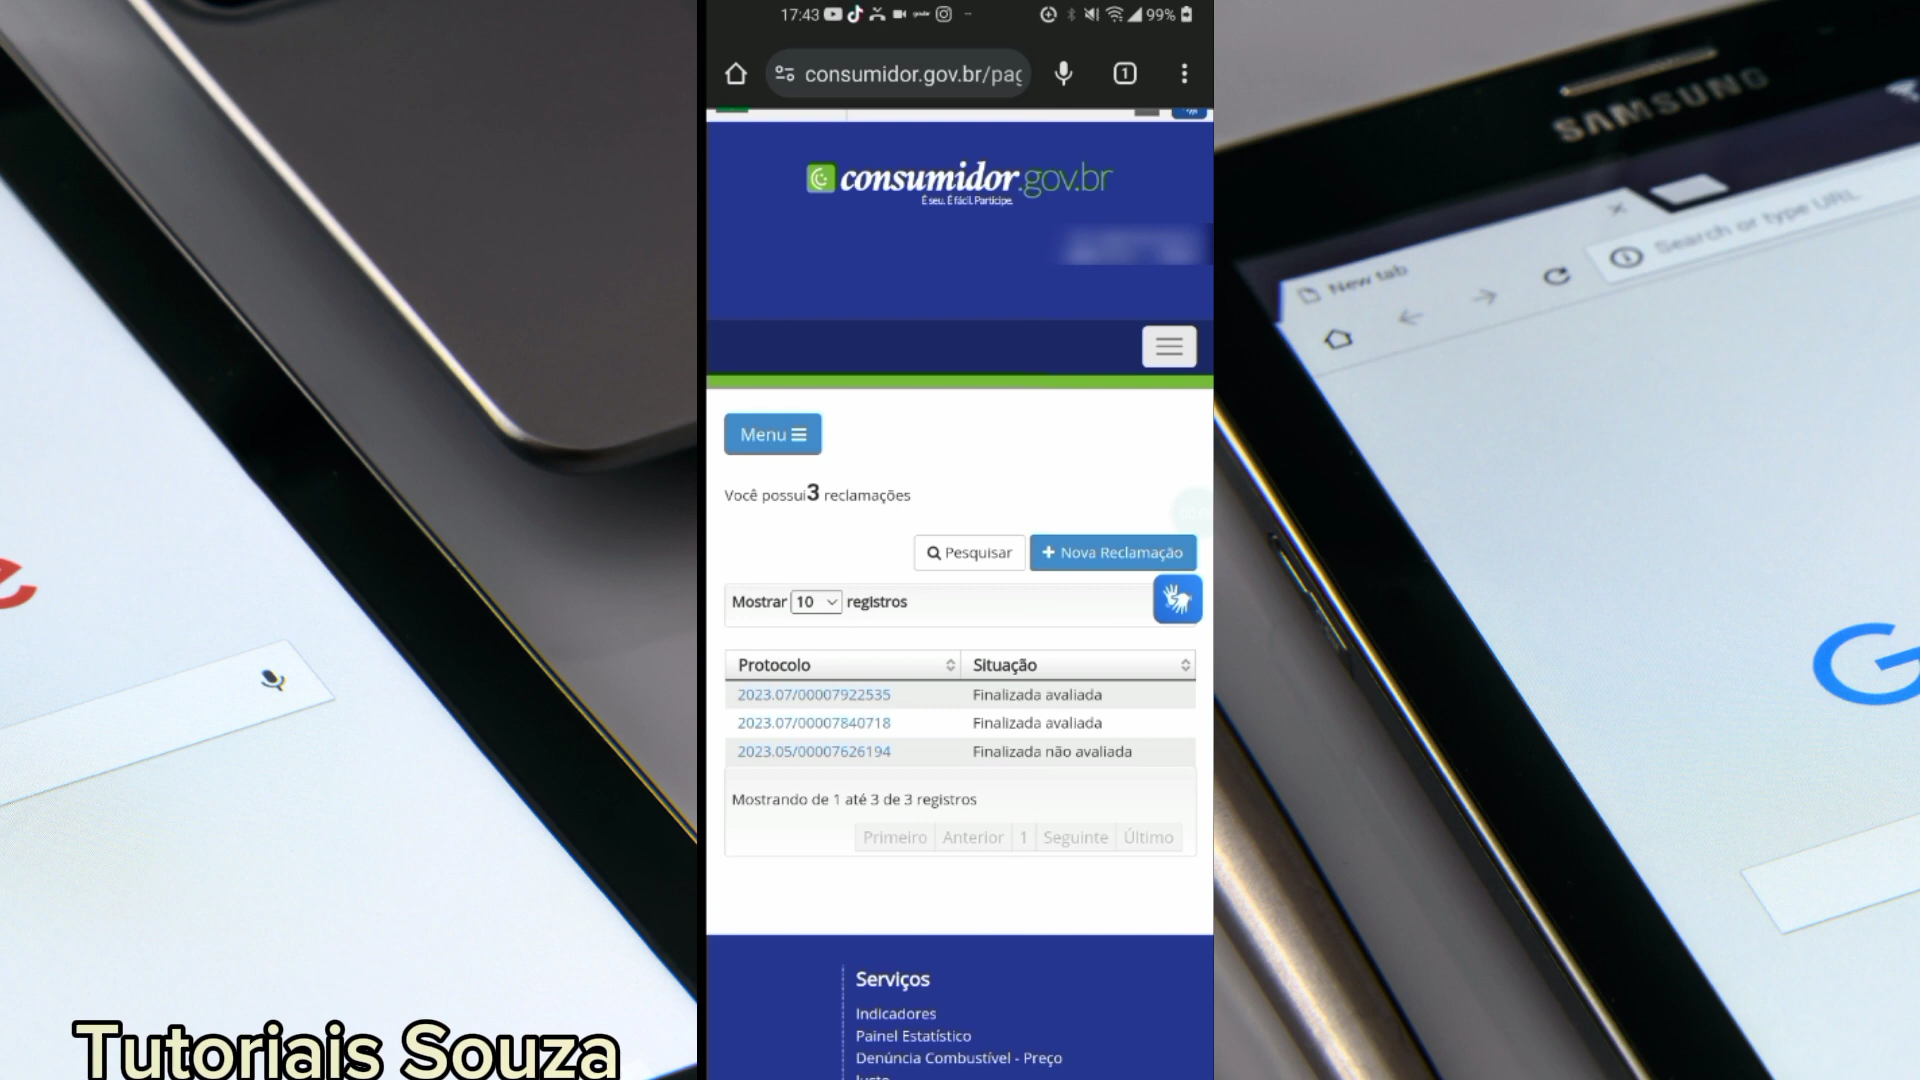 17:43
99%
consumidor.gov.br/pag
1
consumidor.gov.br
É seu. É fácil. Participe.
Menu
Você possui 3 reclamações
Pesquisar
+ Nova Reclamação
Mostrar 10 registros
Protocolo Situação
2023.07/00007922535 Finalizada avaliada
2023.07/00007840718 Finalizada avaliada
2023.05/00007626194 Finalizada não avaliada
Mostrando de 1 até 3 de 3 registros
Primeiro Anterior 1 Seguinte Último
Serviços
Indicadores
Painel Estatístico
Denúncia Combustível - Preço
Justo
Tutoriais Souza
SAMSUNG
New tab
Search or type URL
G
e